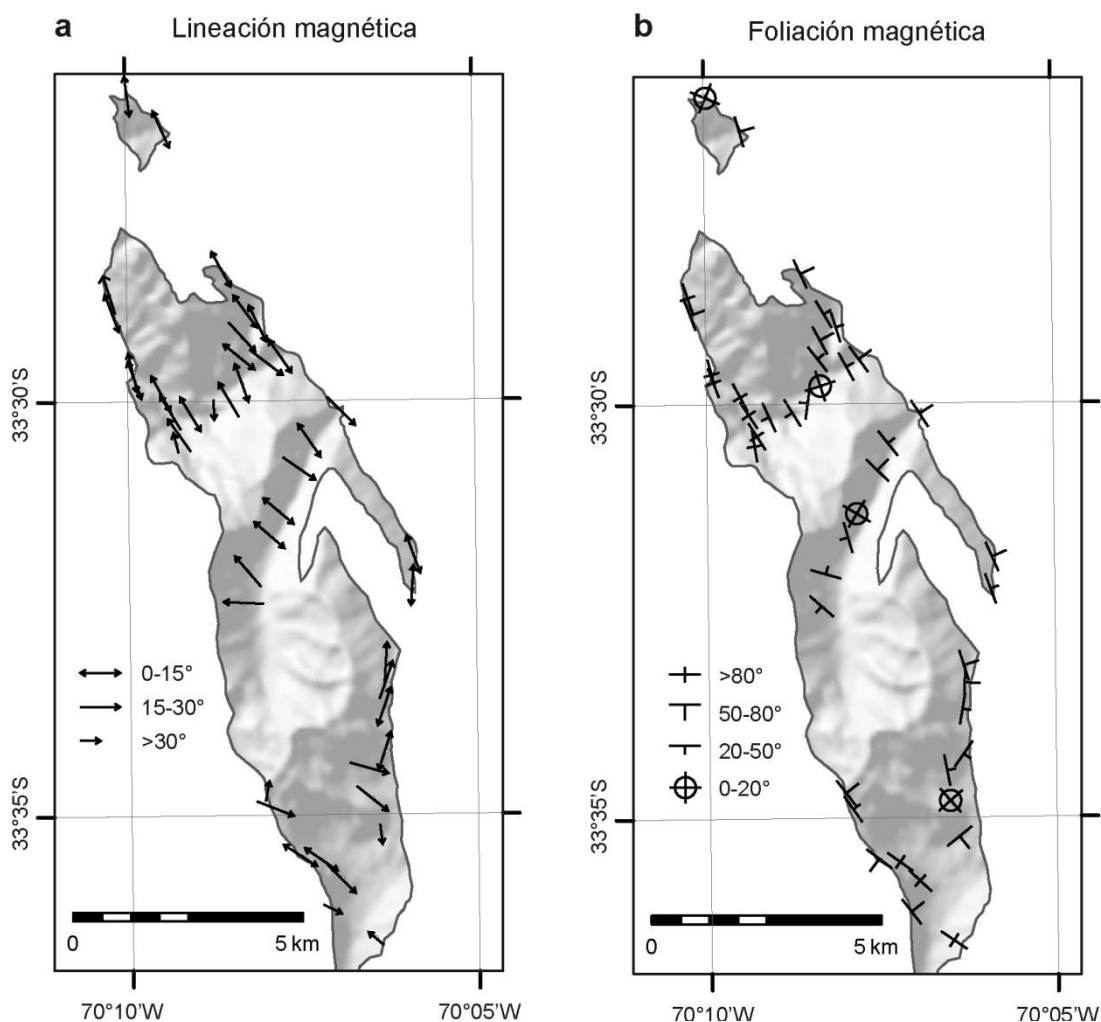 a Lineación magnética
33°30'S
33°35'S
0-15°
15-30°
>30°
0 5 km
70°10'W 70°05'W
b Foliación magnética
33°30'S
33°35'S
>80°
50-80°
20-50°
0-20°
0 5 km
70°10'W 70°05'W